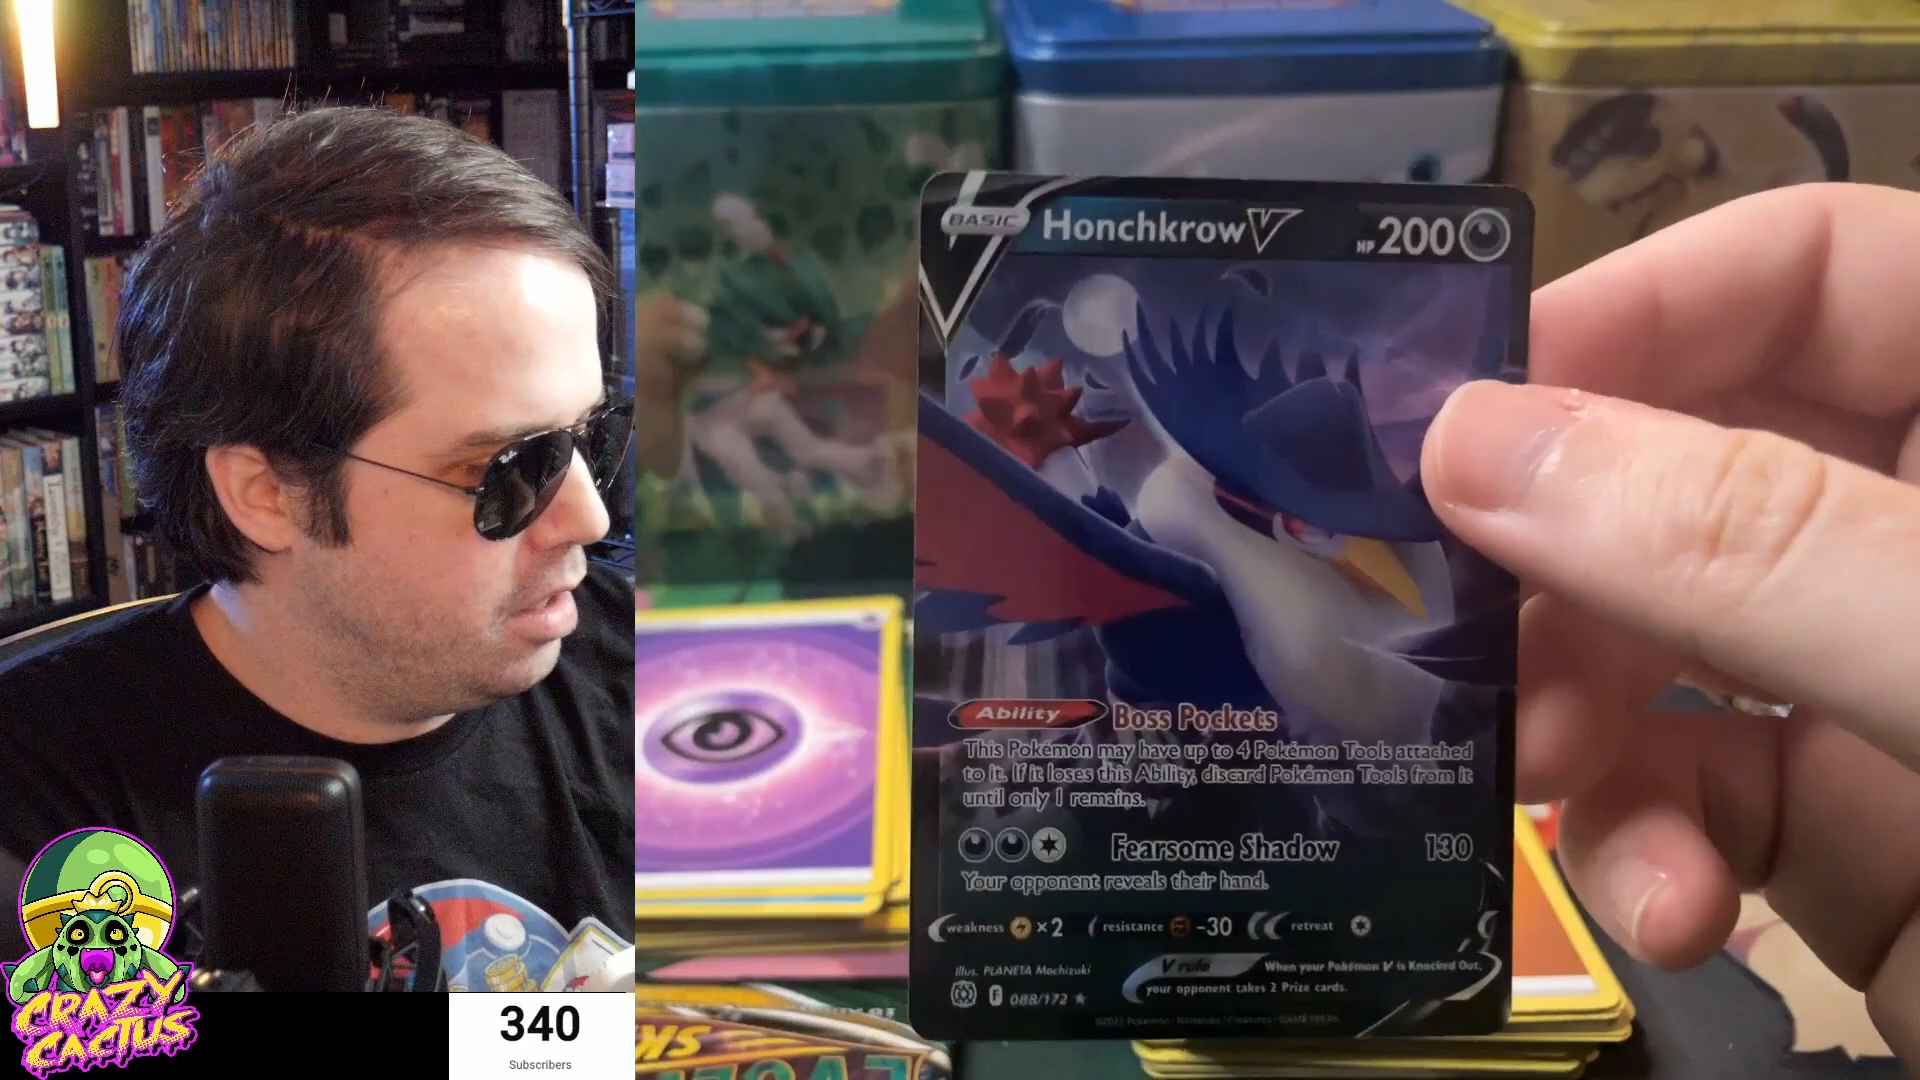 BASIC
Honchkrow V
HP 200
Ability Boss Pockets
This Pokémon may have up to 4 Pokémon Tools attached
to it. If it loses this Ability, discard Pokémon Tools from it
until only 1 remains.
Fearsome Shadow 130
Your opponent reveals their hand.
weakness ×2 resistance -30 retreat
Illus. PLANETA Mochizuki
V rule When your Pokémon V is Knocked Out,
your opponent takes 2 Prize cards.
F 088/172 ★
Ray-Ban
CRAZY
CACTUS
340
Subscribers